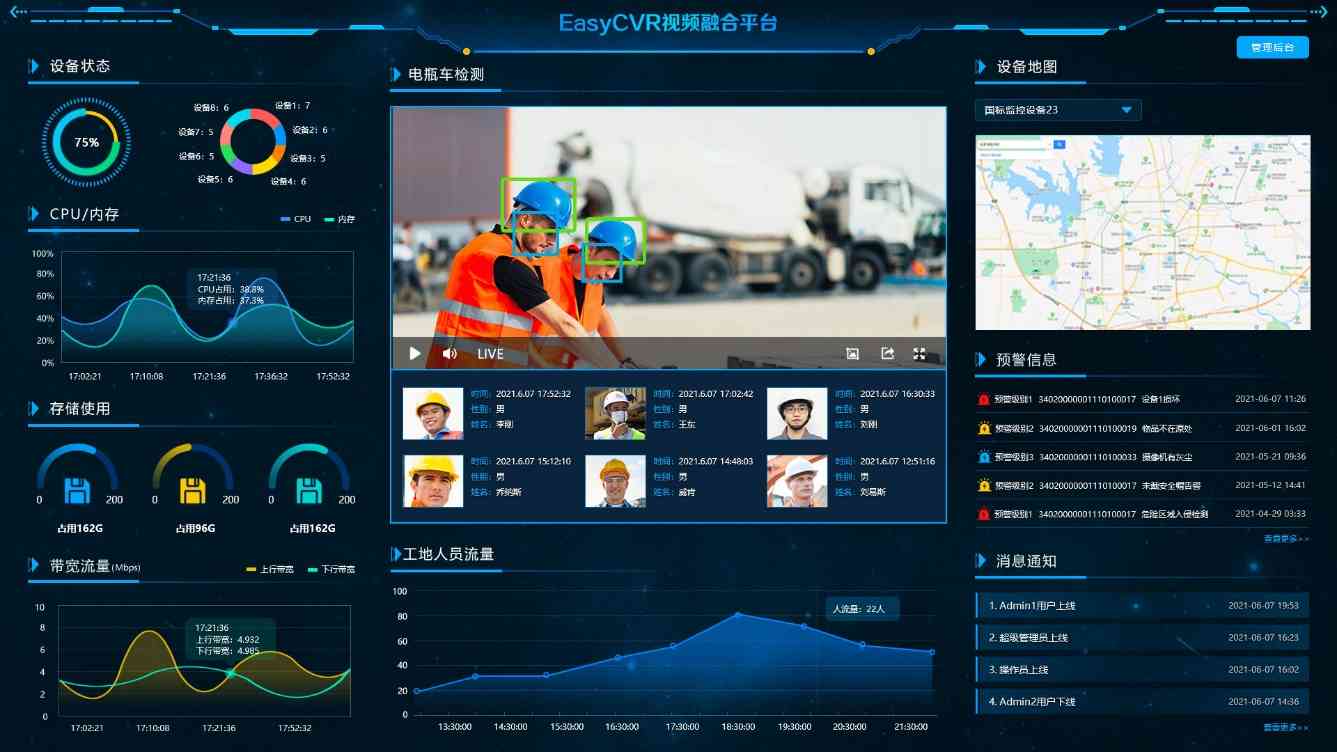 EasyCVR视频融合平台
管理后台
设备状态
75%
设备8：6
设备1：7
设备7：5
设备2：6
设备6：5
设备3：5
设备5：6
设备4：6
CPU/内存
CPU
内存
100%
80%
60%
40%
20%
0%
17:21:36
CPU占用：38.8%
内存占用：37.3%
17:02:21 17:10:08 17:21:36 17:36:32 17:52:32
存储使用
0 200
占用162G
0 200
占用96G
0 200
占用162G
带宽流量(Mbps)
上行带宽
下行带宽
10
8
6
4
2
0
17:21:36
上行带宽：4.932
下行带宽：4.985
17:02:21 17:10:08 17:21:36 17:52:32
电瓶车检测
LIVE
时间：2021.6.07 17:52:32
性别：男
姓名：李刚
时间：2021.6.07 17:02:42
性别：男
姓名：王东
时间：2021.6.07 16:30:33
性别：男
姓名：刘刚
时间：2021.6.07 15:12:10
性别：男
姓名：乔纳斯
时间：2021.6.07 14:48:03
性别：男
姓名：威肯
时间：2021.6.07 12:51:16
性别：男
姓名：刘易斯
工地人员流量
100
80
60
40
20
0
人流量：22人
13:30:00 14:30:00 15:30:00 16:30:00 17:30:00 18:30:00 19:30:00 20:30:00 21:30:00
设备地图
国标监控设备23
预警信息
预警级别1 34020000001110100017 设备1损坏 2021-06-07 11:26
预警级别2 34020000001110100019 物品不在原处 2021-06-01 16:02
预警级别3 34020000001110100033 摄像机有灰尘 2021-05-21 09:36
预警级别2 34020000001110100017 未戴安全帽告警 2021-05-12 14:41
预警级别1 34020000001110100017 危险区域入侵检测 2021-04-29 03:33
查看更多>>
消息通知
1. Admin1用户上线 2021-06-07 19:53
2. 超级管理员上线 2021-06-07 16:23
3. 操作员上线 2021-06-07 16:02
4. Admin2用户下线 2021-06-07 14:36
查看更多>>